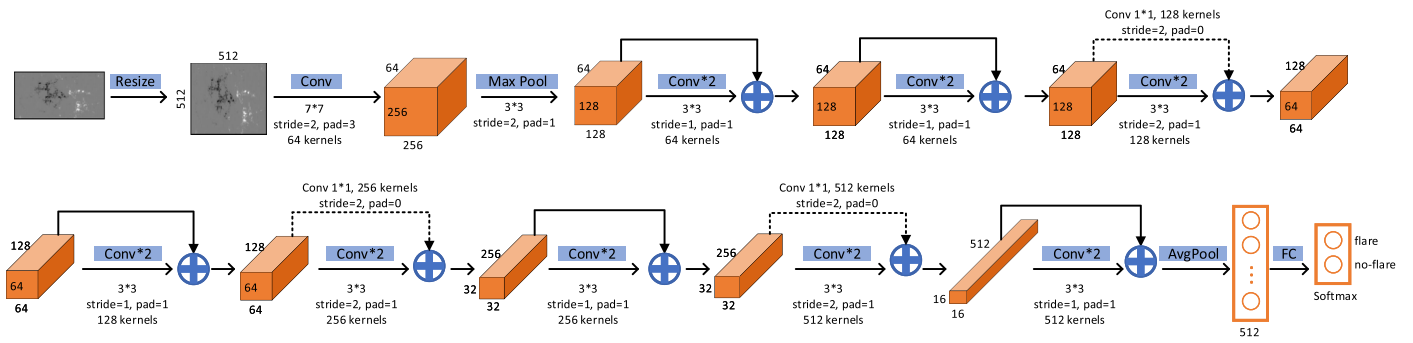 Resize
512
512
Conv
7*7
stride=2, pad=3
64 kernels
64
256
256
Max Pool
3*3
stride=2, pad=1
64
128
128
Conv*2
3*3
stride=1, pad=1
64 kernels
64
128
128
Conv*2
3*3
stride=1, pad=1
64 kernels
Conv 1*1, 128 kernels
stride=2, pad=0
64
128
128
Conv*2
3*3
stride=2, pad=1
128 kernels
128
64
64
128
64
64
Conv*2
3*3
stride=1, pad=1
128 kernels
Conv 1*1, 256 kernels
stride=2, pad=0
128
64
64
Conv*2
3*3
stride=2, pad=1
256 kernels
256
32
32
Conv*2
3*3
stride=1, pad=1
256 kernels
Conv 1*1, 512 kernels
stride=2, pad=0
256
32
32
Conv*2
3*3
stride=2, pad=1
512 kernels
512
16
16
Conv*2
3*3
stride=1, pad=1
512 kernels
AvgPool
512
FC
flare
no-flare
Softmax